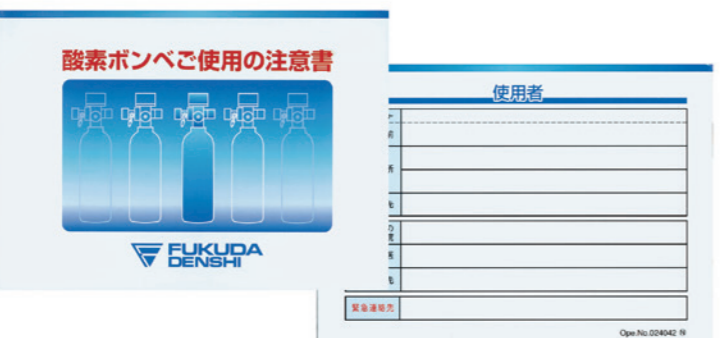 酸素ボンベご使用の注意書
FUKUDA
DENSHI
使用者
緊急連絡先
Ope.No.024042